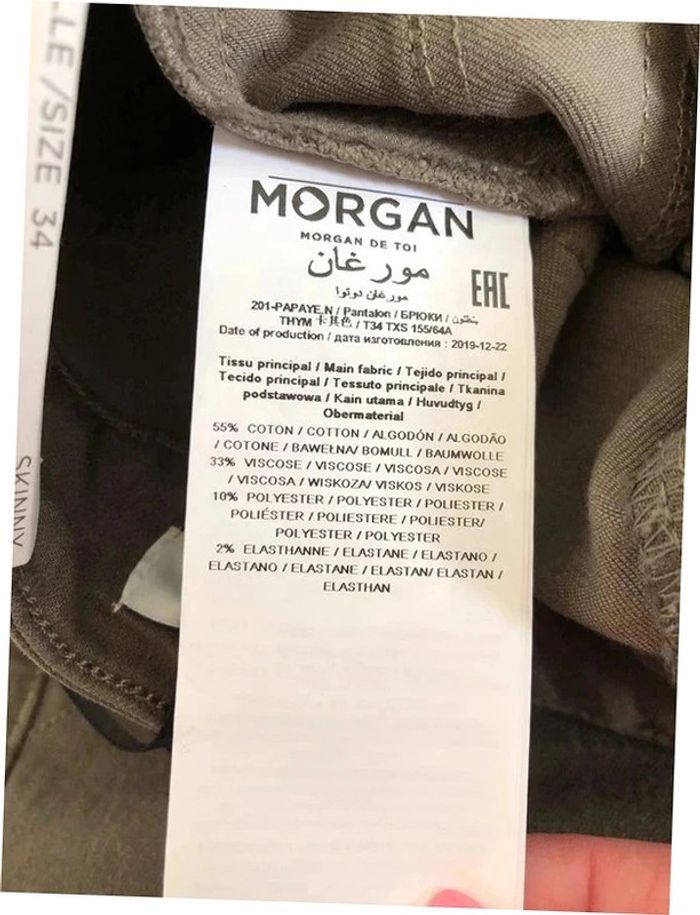 LLE/SIZE 34
SKINNY
MORGAN
MORGAN DE TOI
مورغان
مورغان دوتوا
EAC
201-PAPAYE.N / Pantalon / БРЮКИ / بنطلون
THYM 卡其色 / T34 TXS 155/64A
Date of production / дата изготовления : 2019-12-22
Tissu principal / Main fabric / Tejido principal /
Tecido principal / Tessuto principale / Tkanina
podstawowa / Kain utama / Huvudtyg /
Obermaterial
55% COTON / COTTON / ALGODÓN / ALGODÃO
/ COTONE / BAWEŁNA/ BOMULL / BAUMWOLLE
33% VISCOSE / VISCOSE / VISCOSA / VISCOSE
/ VISCOSA / WISKOZA/ VISKOS / VISKOSE
10% POLYESTER / POLYESTER / POLIESTER /
POLIÉSTER / POLIESTERE / POLIESTER/
POLYESTER / POLYESTER
2% ELASTHANNE / ELASTANE / ELASTANO /
ELASTANO / ELASTANE / ELASTAN/ ELASTAN /
ELASTHAN